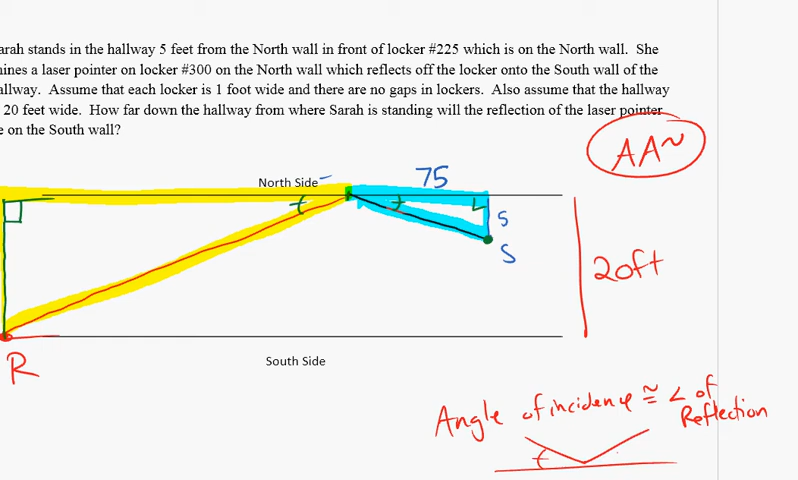 arah stands in the hallway 5 feet from the North wall in front of locker #225 which is on the North wall. She
ines a laser pointer on locker #300 on the North wall which reflects off the locker onto the South wall of the
allway. Assume that each locker is 1 foot wide and there are no gaps in lockers. Also assume that the hallway
20 feet wide. How far down the hallway from where Sarah is standing will the reflection of the laser pointer
e on the South wall?
AA~
North Side
75
5
S
20ft
R
South Side
Angle of incidence ≅ ∠ of
Reflection